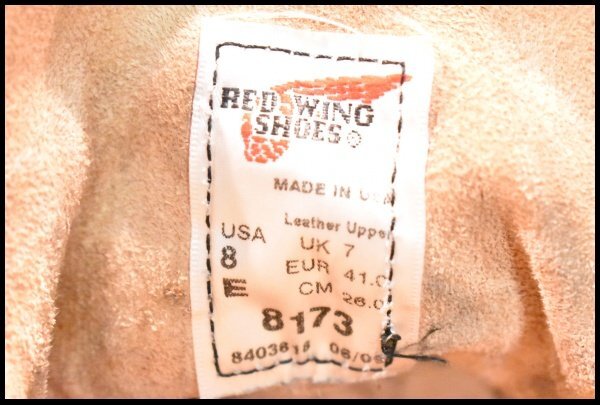 RED WING
SHOES ®
MADE IN USA
Leather Upper
USA
8
E
UK 7
EUR 41.0
CM 26.0
8173